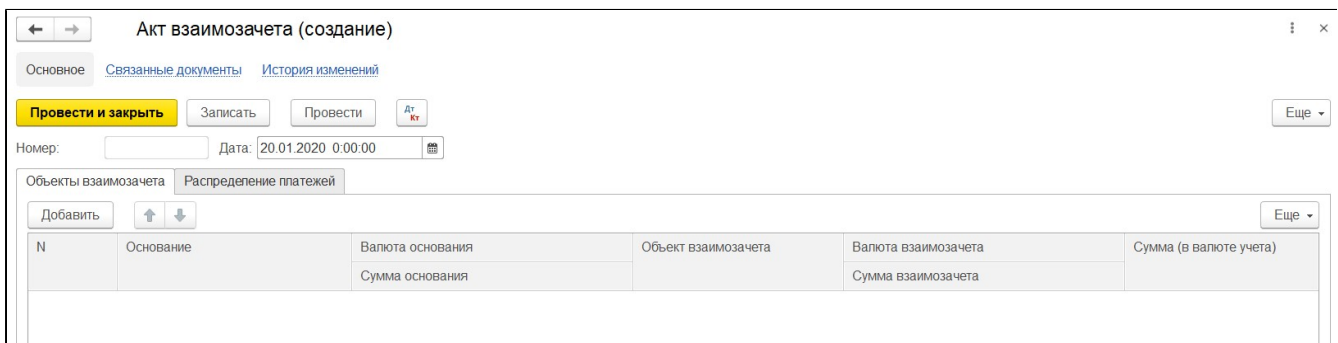 Акт взаимозачета (создание)
Основное Связанные документы История изменений
Провести и закрыть Записать Провести Дт Кт Еще
Номер: Дата: 20.01.2020 0:00:00
Объекты взаимозачета Распределение платежей
Добавить Еще
N Основание Валюта основания Объект взаимозачета Валюта взаимозачета Сумма (в валюте учета)
Сумма основания Сумма взаимозачета